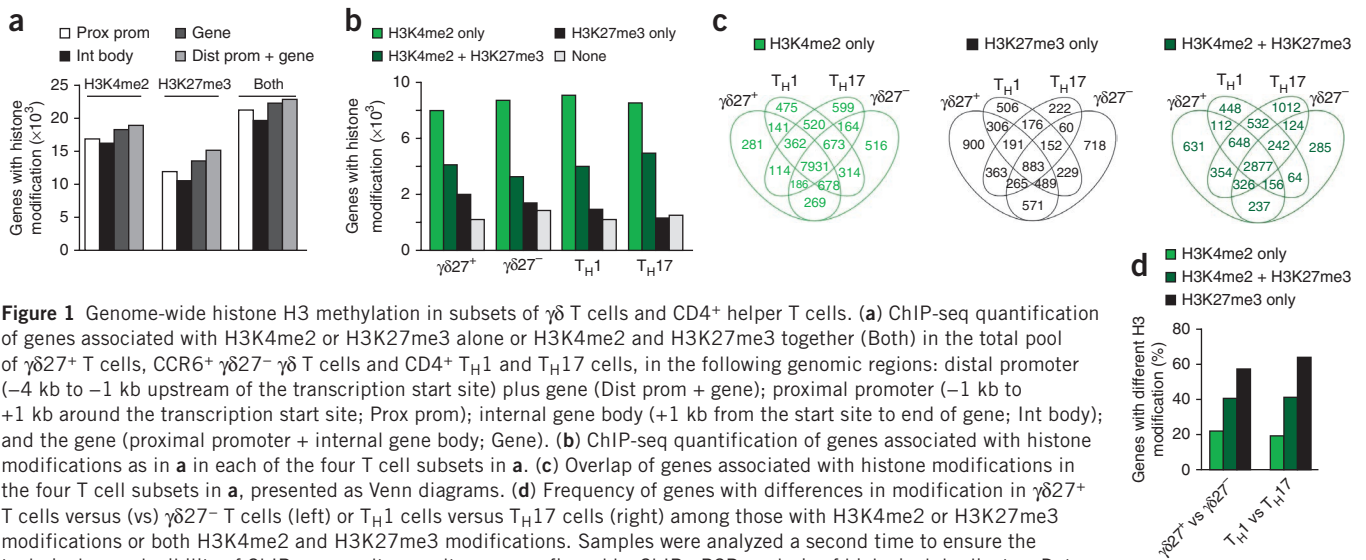 a
Prox prom
Gene
Int body
Dist prom + gene
H3K4me2 H3K27me3 Both
25
20
15
10
5
0
Genes with histone
modification (×10³)
b
H3K4me2 only
H3K27me3 only
H3K4me2 + H3K27me3
None
10
8
6
4
2
0
Genes with histone
modification (×10³)
γδ27⁺ γδ27⁻ TH1 TH17
c
H3K4me2 only
TH1 TH17
γδ27⁺ γδ27⁻
475 599
141 520 164
281 362 673 516
7931
114 314
186 678
269
H3K27me3 only
TH1 TH17
γδ27⁺ γδ27⁻
506 222
306 176 60
900 191 152 718
883
363 229
265 489
571
H3K4me2 + H3K27me3
TH1 TH17
γδ27⁺ γδ27⁻
448 1012
112 532 124
631 648 242 285
2877
354 64
326 156
237
d
H3K4me2 only
H3K4me2 + H3K27me3
H3K27me3 only
80
60
40
20
0
Genes with different H3
modification (%)
γδ27⁺ vs γδ27⁻
TH1 vs TH17
Figure 1 Genome-wide histone H3 methylation in subsets of γδ T cells and CD4⁺ helper T cells. (a) ChIP-seq quantification
of genes associated with H3K4me2 or H3K27me3 alone or H3K4me2 and H3K27me3 together (Both) in the total pool
of γδ27⁺ T cells, CCR6⁺ γδ27⁻ γδ T cells and CD4⁺ TH1 and TH17 cells, in the following genomic regions: distal promoter
(−4 kb to −1 kb upstream of the transcription start site) plus gene (Dist prom + gene); proximal promoter (−1 kb to
+1 kb around the transcription start site; Prox prom); internal gene body (+1 kb from the start site to end of gene; Int body);
and the gene (proximal promoter + internal gene body; Gene). (b) ChIP-seq quantification of genes associated with histone
modifications as in a in each of the four T cell subsets in a. (c) Overlap of genes associated with histone modifications in
the four T cell subsets in a, presented as Venn diagrams. (d) Frequency of genes with differences in modification in γδ27⁺
T cells versus (vs) γδ27⁻ T cells (left) or TH1 cells versus TH17 cells (right) among those with H3K4me2 or H3K27me3
modifications or both H3K4me2 and H3K27me3 modifications. Samples were analyzed a second time to ensure the